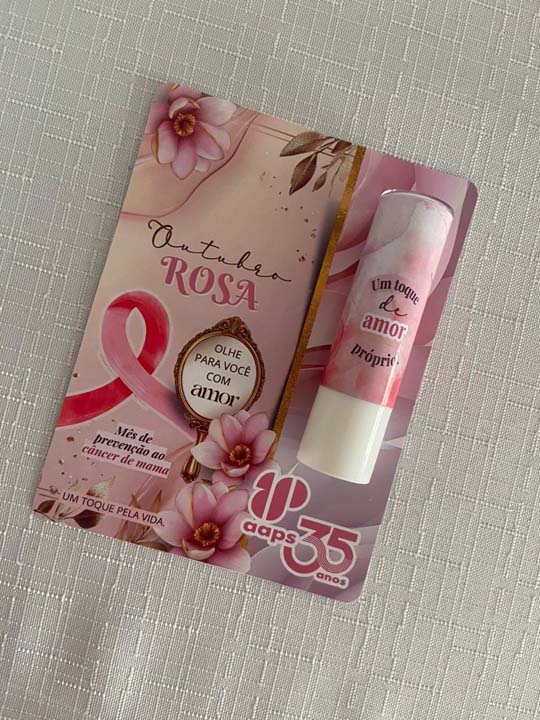 Outubro
ROSA
OLHE
PARA VOCÊ
COM
amor
Mês de
prevenção ao
câncer de mama
UM TOQUE PELA VIDA.
Um toque
de
amor
próprio
aaps
35
anos